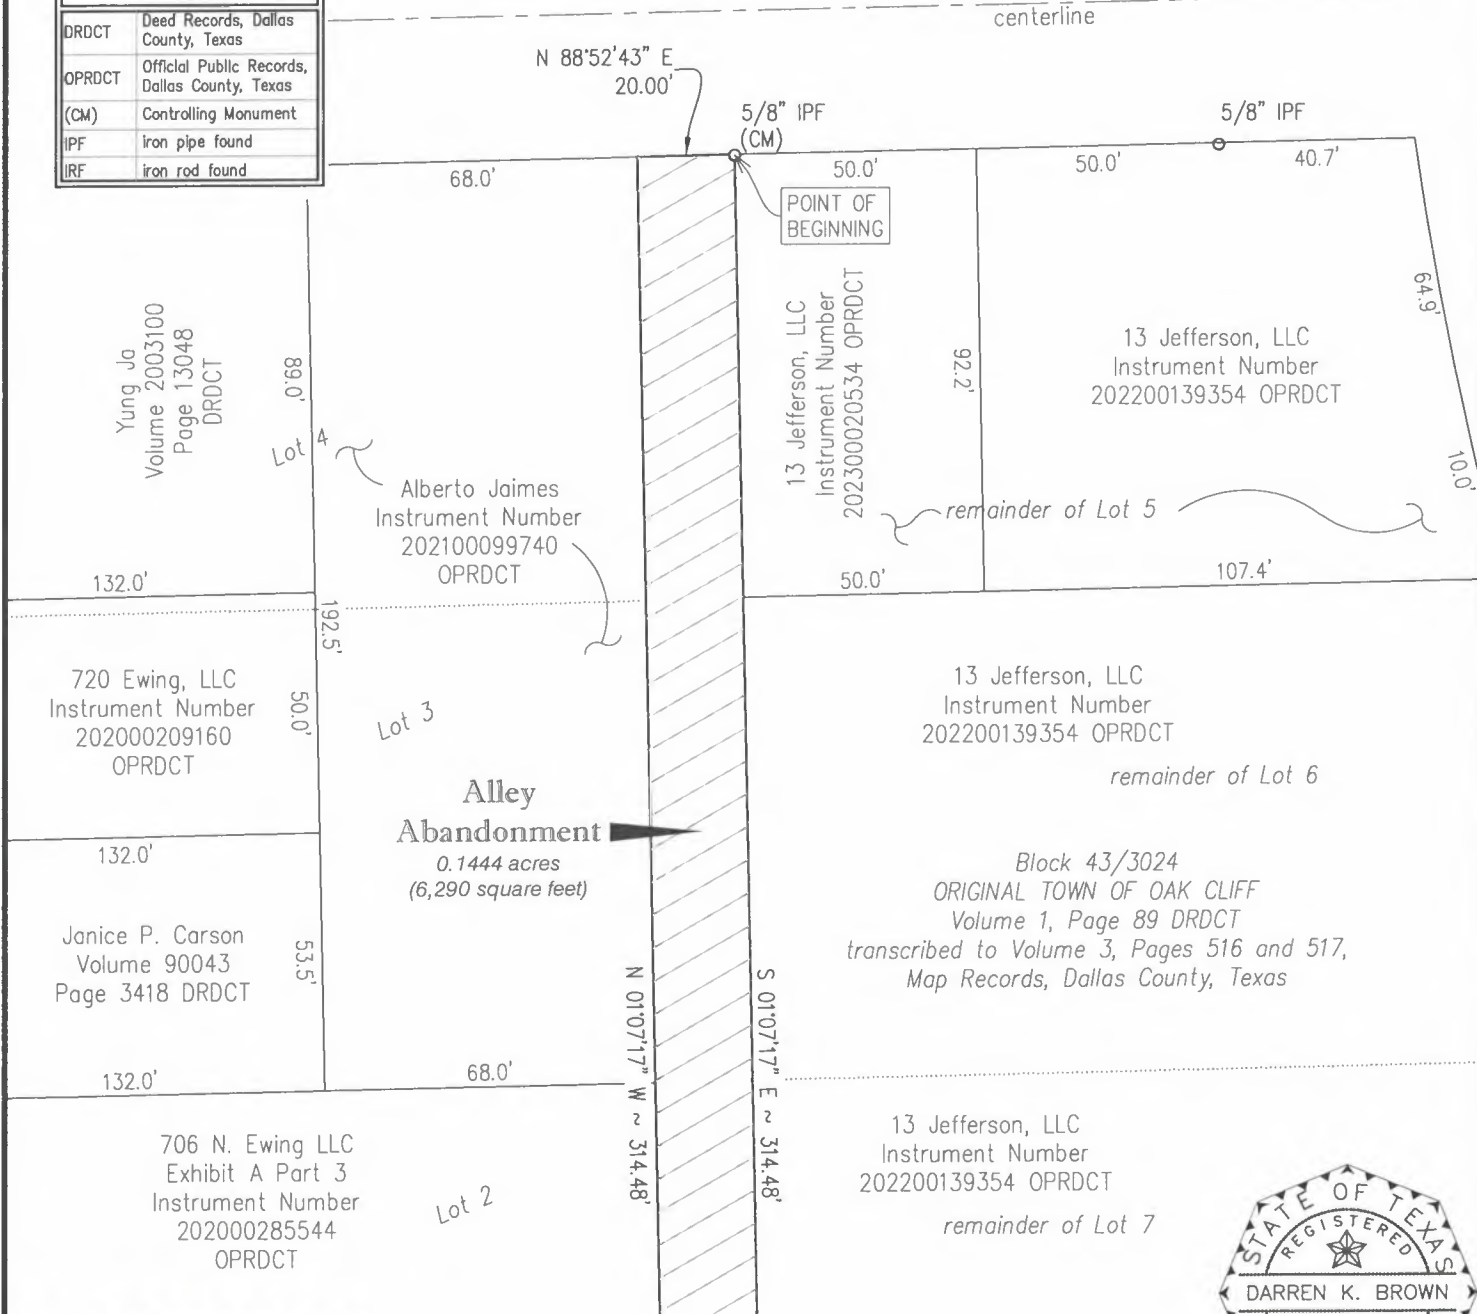 DRDCT Deed Records, Dallas
County, Texas
OPRDCT Official Public Records,
Dallas County, Texas
(CM) Controlling Monument
IPF iron pipe found
IRF iron rod found
centerline
N 88°52'43" E
20.00'
5/8" IPF
(CM)
5/8" IPF
68.0'
50.0'
50.0'
40.7'
POINT OF
BEGINNING
Yung Ja
Volume 2003100
Page 13048
DRDCT
89.0'
Lot 4
Alberto Jaimes
Instrument Number
202100099740
OPRDCT
13 Jefferson, LLC
Instrument Number
202300020534 OPRDCT
92.2'
13 Jefferson, LLC
Instrument Number
202200139354 OPRDCT
64.9'
10.0'
remainder of Lot 5
132.0'
50.0'
107.4'
192.5'
720 Ewing, LLC
Instrument Number
202000209160
OPRDCT
50.0'
Lot 3
13 Jefferson, LLC
Instrument Number
202200139354 OPRDCT
remainder of Lot 6
Alley
Abandonment
0.1444 acres
(6,290 square feet)
132.0'
Block 43/3024
ORIGINAL TOWN OF OAK CLIFF
Volume 1, Page 89 DRDCT
transcribed to Volume 3, Pages 516 and 517,
Map Records, Dallas County, Texas
Janice P. Carson
Volume 90043
Page 3418 DRDCT
53.5'
N 01°07'17" W ~ 314.48'
S 01°07'17" E ~ 314.48'
132.0'
68.0'
706 N. Ewing LLC
Exhibit A Part 3
Instrument Number
202000285544
OPRDCT
Lot 2
13 Jefferson, LLC
Instrument Number
202200139354 OPRDCT
remainder of Lot 7
STATE OF TEXAS
REGISTERED
DARREN K. BROWN